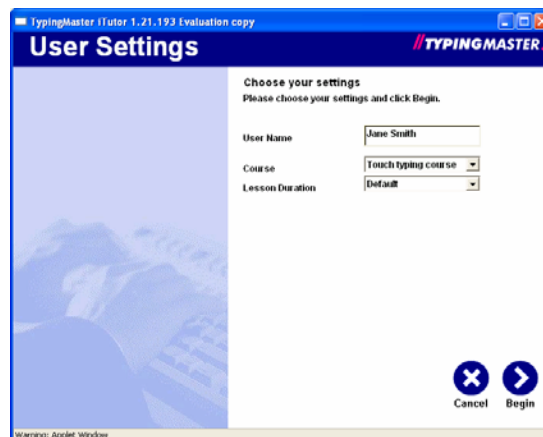 TypingMaster iTutor 1.21.193 Evaluation copy
User Settings
TYPINGMASTER
Choose your settings
Please choose your settings and click Begin.
User Name Jane Smith
Course Touch typing course
Lesson Duration Default
Cancel Begin
Warning: Applet Window